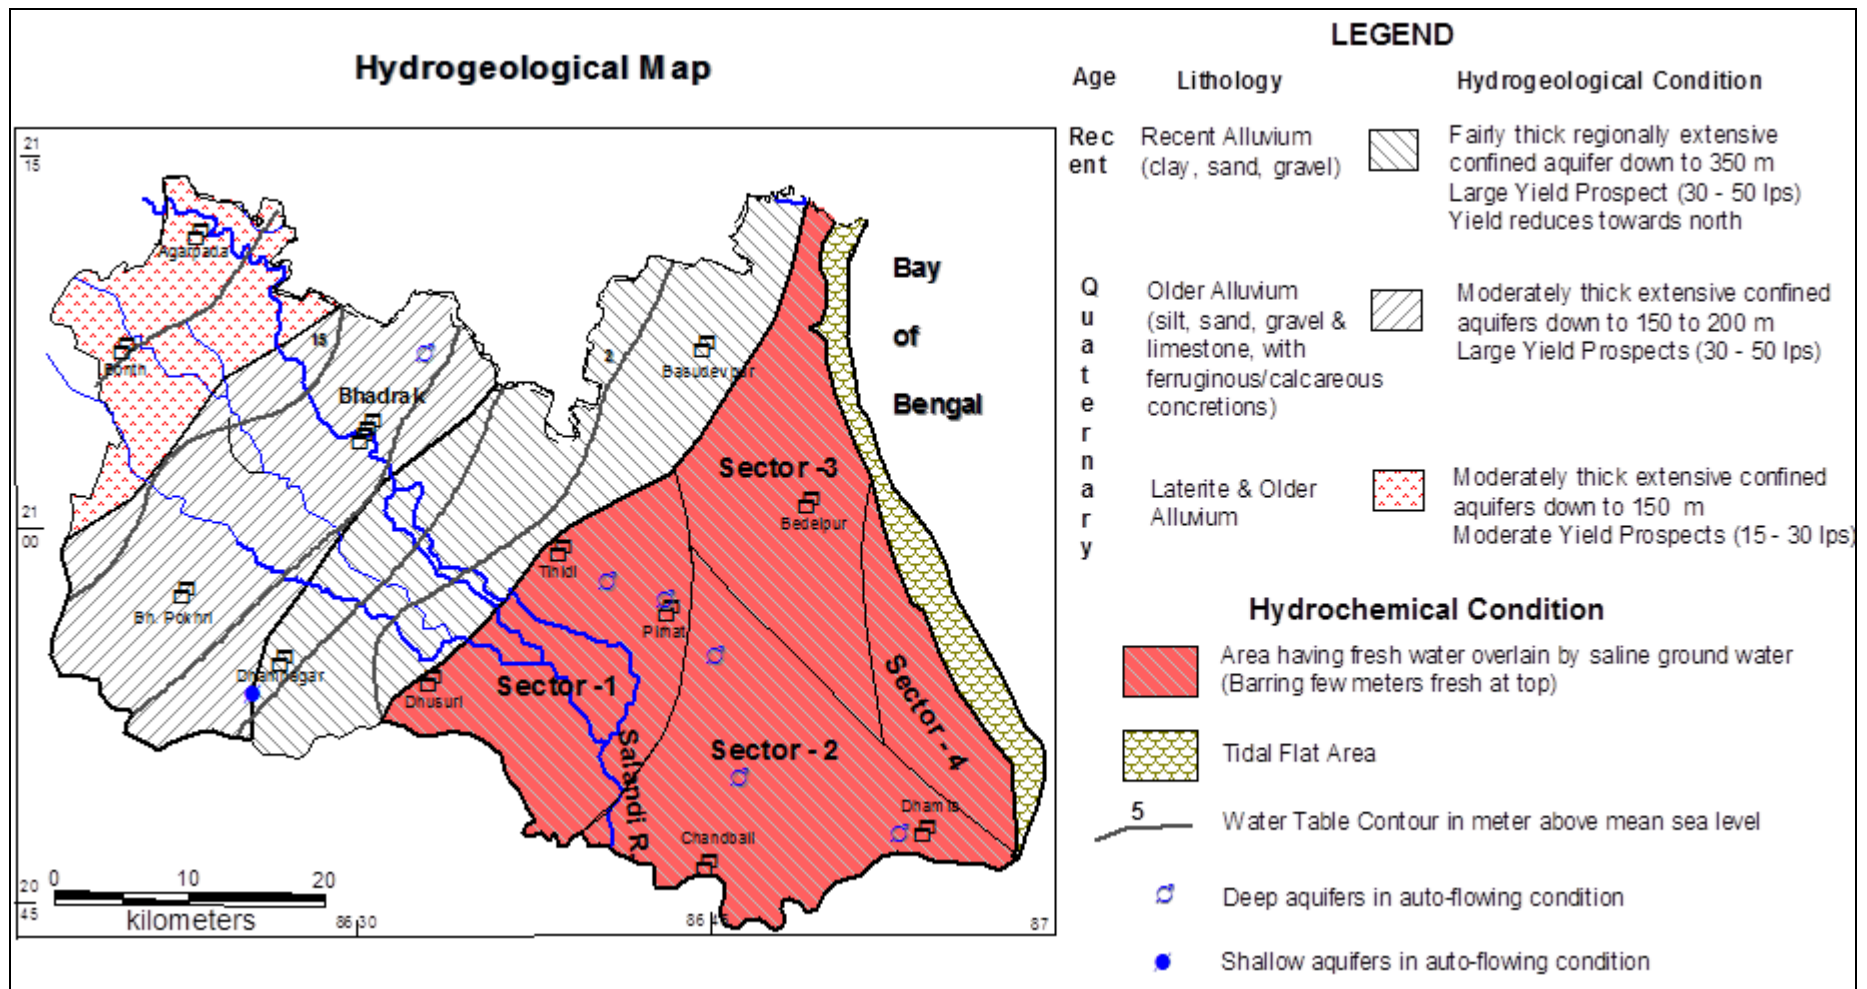 Hydrogeological Map
21
15
21
00
20
45
Agarpada
Bonth
15
Bhadrak
2
Basudevpur
Bay
of
Bengal
Sector -3
Bedelpur
Tihidi
Pirhat
Bh. Pokhri
Dhamnagar
Dhusuri
Sector -1
Sector - 2
Sector - 4
Salandi R.
Dhamra
Chandbali
0 10 20
kilometers
86 30
86 45
87
LEGEND
Age Lithology Hydrogeological Condition
Rec
ent
Recent Alluvium
(clay, sand, gravel)
Fairly thick regionally extensive
confined aquifer down to 350 m
Large Yield Prospect (30 - 50 lps)
Yield reduces towards north
Q
u
a
t
e
r
n
a
r
y
Older Alluvium
(silt, sand, gravel &
limestone, with
ferruginous/calcareous
concretions)
Moderately thick extensive confined
aquifers down to 150 to 200 m
Large Yield Prospects (30 - 50 lps)
Laterite & Older
Alluvium
Moderately thick extensive confined
aquifers down to 150 m
Moderate Yield Prospects (15 - 30 lps)
Hydrochemical Condition
Area having fresh water overlain by saline ground water
(Barring few meters fresh at top)
Tidal Flat Area
5
Water Table Contour in meter above mean sea level
Deep aquifers in auto-flowing condition
Shallow aquifers in auto-flowing condition